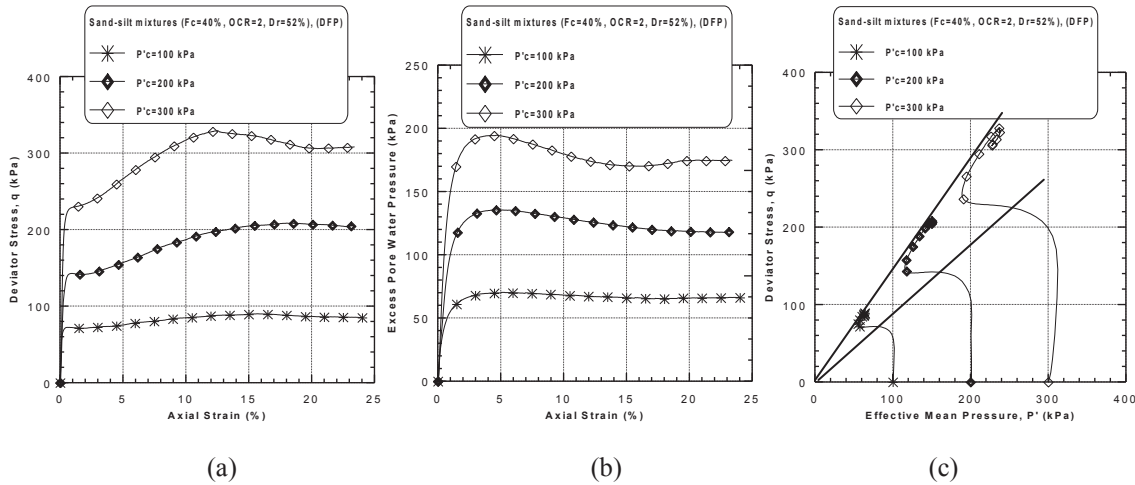 Sand-silt mixtures (Fc=40%, OCR=2, Dr=52%), (DFP)
P'c=100 kPa
P'c=200 kPa
P'c=300 kPa
400
300
200
100
0
Deviator Stress, q (kPa)
0 5 10 15 20 25
Axial Strain (%)
(a)
Sand-silt mixtures (Fc=40%, OCR=2, Dr=52%), (DFP)
P'c=100 kPa
P'c=200 kPa
P'c=300 kPa
250
200
150
100
50
0
Excess Pore Water Pressure (kPa)
0 5 10 15 20 25
Axial Strain (%)
(b)
Sand-silt mixtures (Fc=40%, OCR=2, Dr=52%), (DFP)
P'c=100 kPa
P'c=200 kPa
P'c=300 kPa
400
300
200
100
0
Deviator Stress, q (kPa)
0 100 200 300 400
Effective Mean Pressure, P' (kPa)
(c)